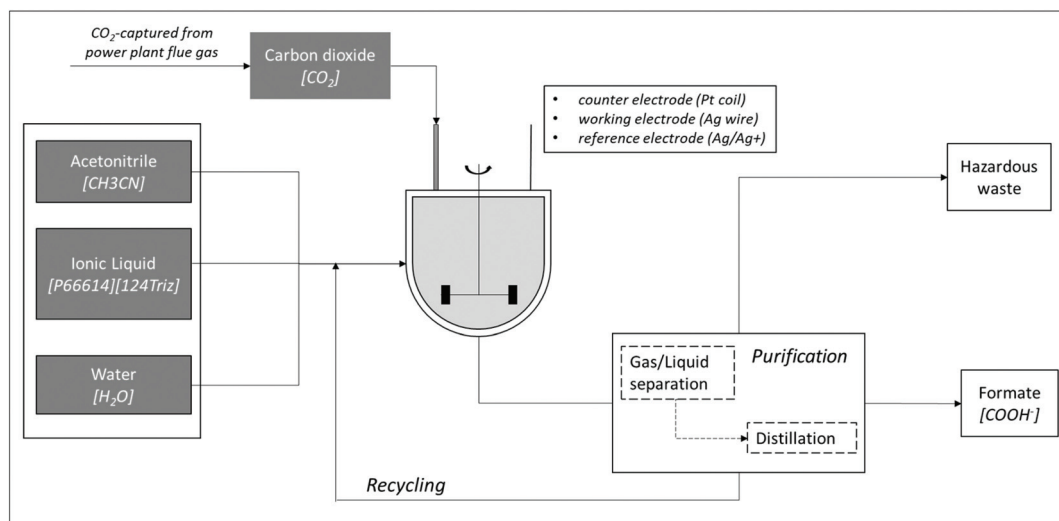 CO₂-captured from
power plant flue gas
Carbon dioxide
[CO₂]
• counter electrode (Pt coil)
• working electrode (Ag wire)
• reference electrode (Ag/Ag+)
Acetonitrile
[CH3CN]
Ionic Liquid
[P66614][124Triz]
Water
[H₂O]
Hazardous
waste
Purification
Gas/Liquid
separation
Distillation
Formate
[COOH⁻]
Recycling